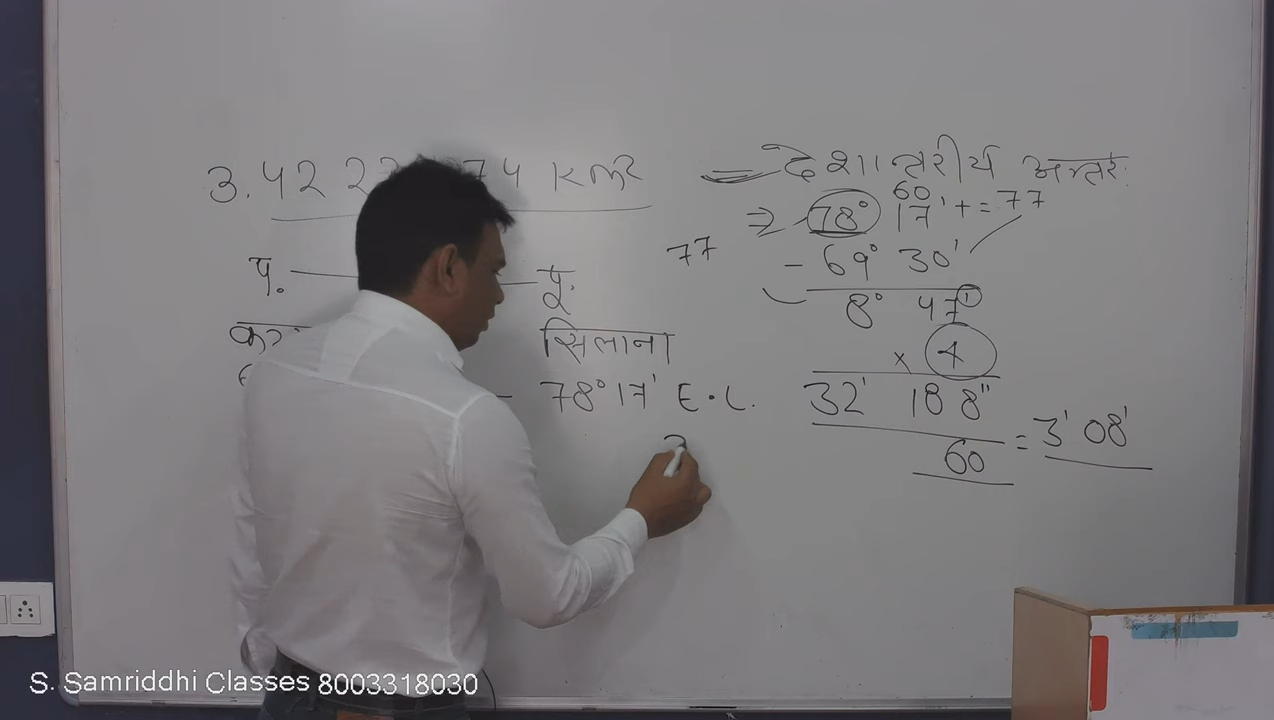 3.42 2 74 KM²
प. पू.
सिलाना
78° 17' E.L.
77
= देशान्तरीय अन्तर
60
⇒ 78° 17' + = 77
- 69° 30'
8° 47'
x 4
32' 188"
60 = 3' 08'
S. Samriddhi Classes 8003318030